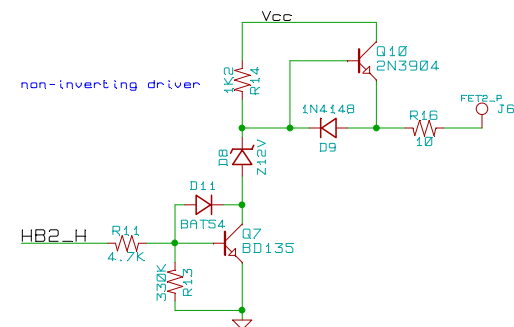 Vcc
Q10
2N3904
non-inverting driver
1K2
R14
FET2_P
J6
1N4148
R16
D9
10
D8
Z12V
D11
BAT54
HB2_H
R11
4.7K
Q7
BD135
330K
R13